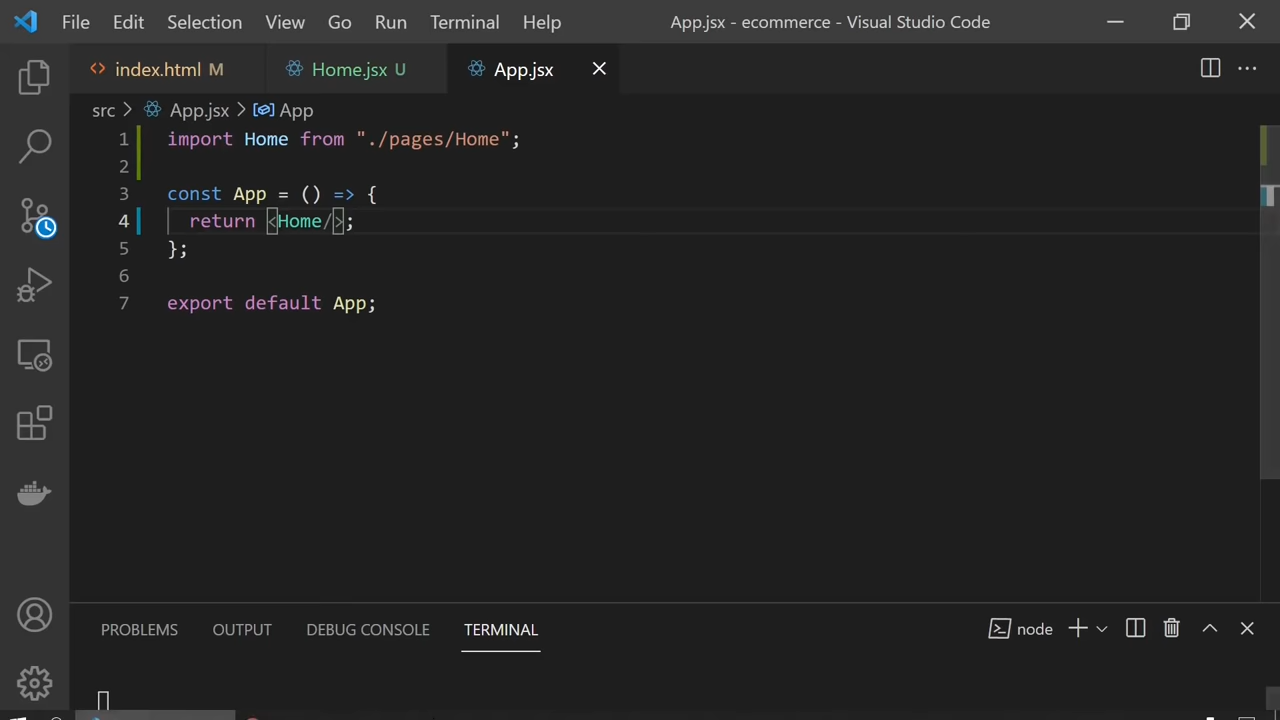 File Edit Selection View Go Run Terminal Help App.jsx - ecommerce - Visual Studio Code
index.html M Home.jsx U App.jsx
src > App.jsx > App
1 import Home from "./pages/Home";
2
3 const App = () => {
4 return <Home/>;
5 };
6
7 export default App;
PROBLEMS OUTPUT DEBUG CONSOLE TERMINAL node